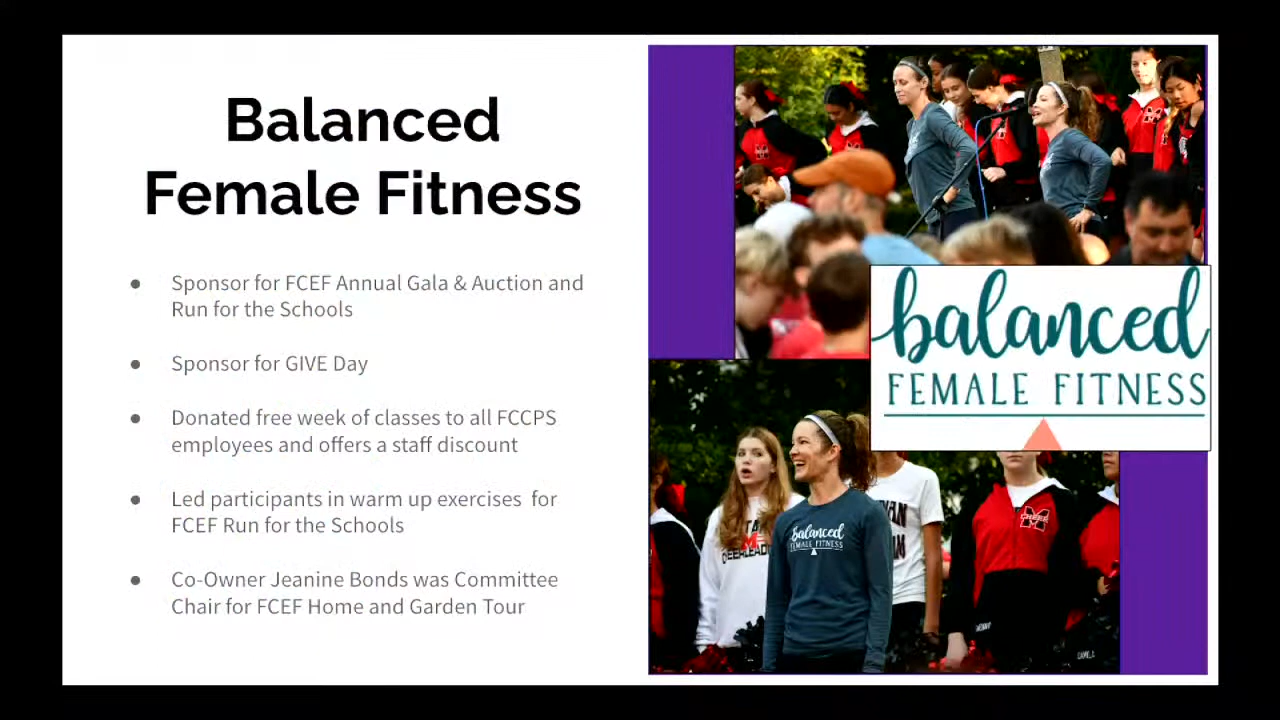 Balanced
Female Fitness
● Sponsor for FCEF Annual Gala & Auction and
Run for the Schools
● Sponsor for GIVE Day
● Donated free week of classes to all FCCPS
employees and offers a staff discount
● Led participants in warm up exercises for
FCEF Run for the Schools
● Co-Owner Jeanine Bonds was Committee
Chair for FCEF Home and Garden Tour
balanced
FEMALE FITNESS
balanced
FEMALE FITNESS
M